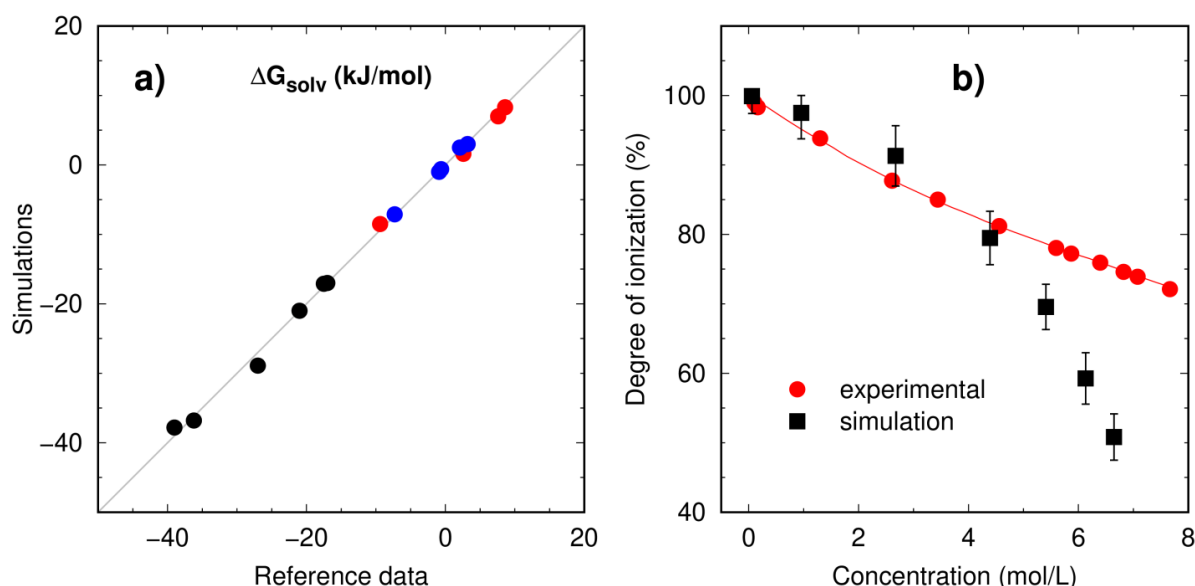 a)
ΔGsolv (kJ/mol)
20
0
−20
−40
Simulations
−40
−20
0
20
Reference data
b)
100
80
60
40
Degree of ionization (%)
experimental
simulation
0
2
4
6
8
Concentration (mol/L)